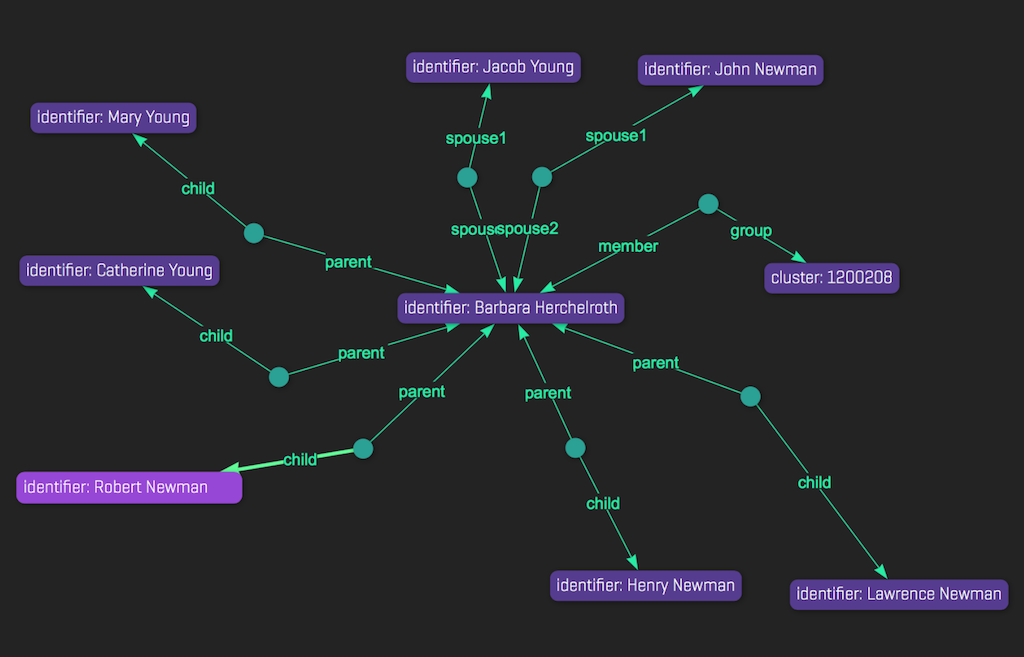 identifier: Jacob Young
identifier: John Newman
identifier: Mary Young
spouse1
spouse1
child
spouse2
member
group
parent
identifier: Catherine Young
cluster: 1200208
identifier: Barbara Herchelroth
child
parent
parent
parent
parent
child
identifier: Robert Newman
child
child
identifier: Henry Newman
identifier: Lawrence Newman